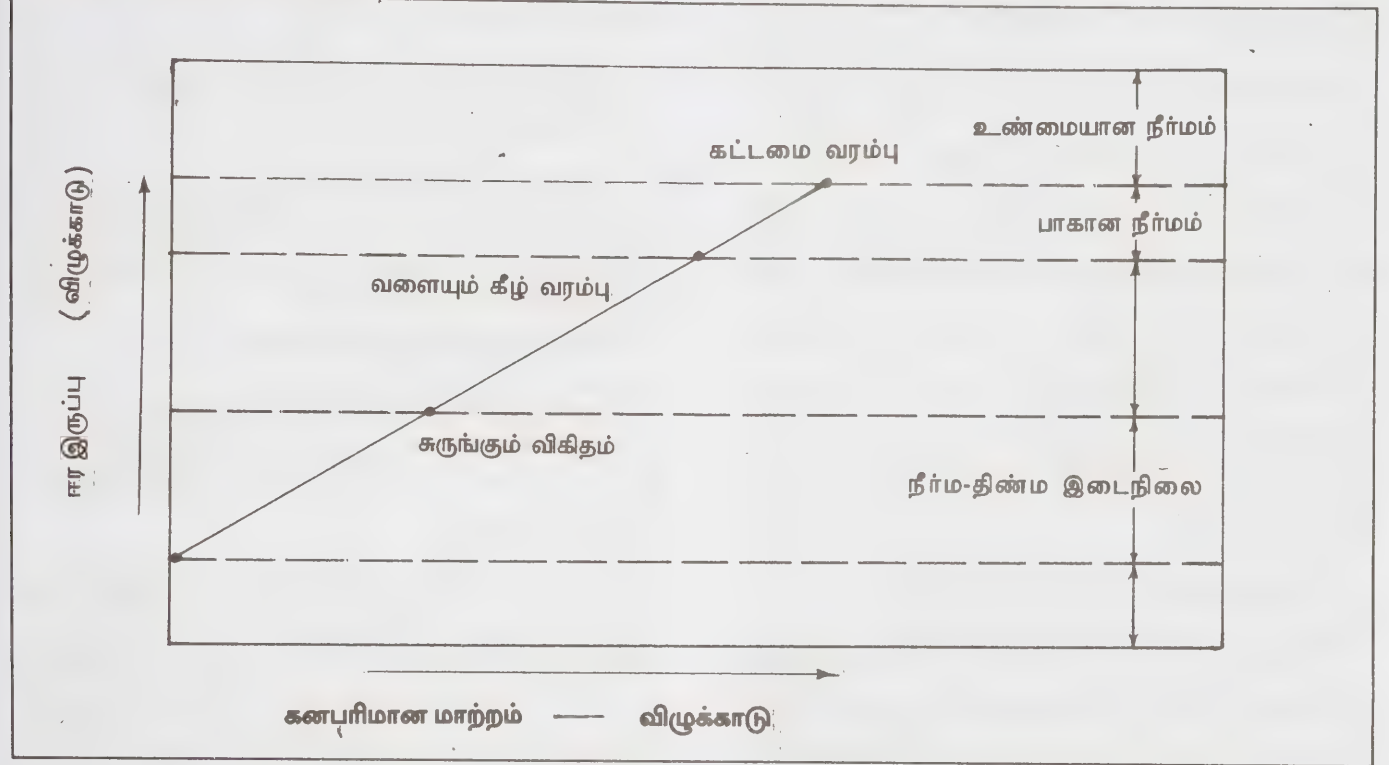 உண்மையான நீர்மம்
கட்டமை வரம்பு
பாகான நீர்மம்
வளையும் கீழ் வரம்பு
சுருங்கும் விகிதம்
நீர்ம-திண்ம இடைநிலை
ஈர இருப்பு (விழுக்காடு)
கனபரிமான மாற்றம் — விழுக்காடு